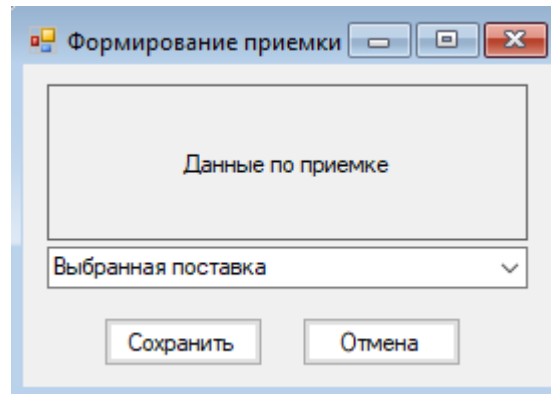 Формирование приемки
Данные по приемке
Выбранная поставка
Сохранить
Отмена